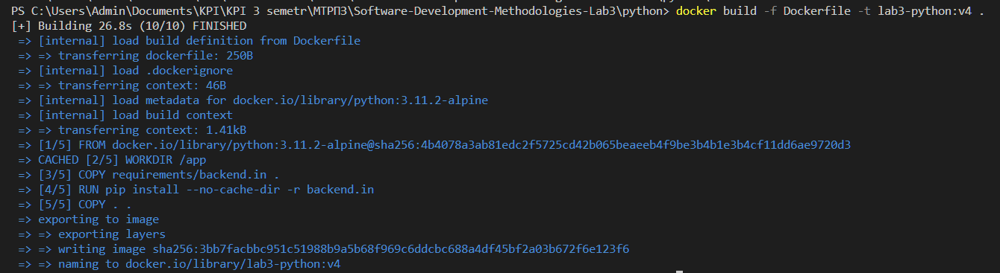 PS C:\Users\Admin\Documents\KPI\KPI 3 semetr\МТРПЗ\Software-Development-Methodologies-Lab3\python> docker build -f Dockerfile -t lab3-python:v4 .
[+] Building 26.8s (10/10) FINISHED
=> [internal] load build definition from Dockerfile
=> => transferring dockerfile: 250B
=> [internal] load .dockerignore
=> => transferring context: 46B
=> [internal] load metadata for docker.io/library/python:3.11.2-alpine
=> [internal] load build context
=> => transferring context: 1.41kB
=> [1/5] FROM docker.io/library/python:3.11.2-alpine@sha256:4b4078a3ab81edc2f5725cd42b065beaeeb4f9be3b4b1e3b4cf11dd6ae9720d3
=> CACHED [2/5] WORKDIR /app
=> [3/5] COPY requirements/backend.in .
=> [4/5] RUN pip install --no-cache-dir -r backend.in
=> [5/5] COPY . .
=> exporting to image
=> => exporting layers
=> => writing image sha256:3bb7facbbc951c51988b9a5b68f969c6ddcbc688a4df45bf2a03b672f6e123f6
=> => naming to docker.io/library/lab3-python:v4